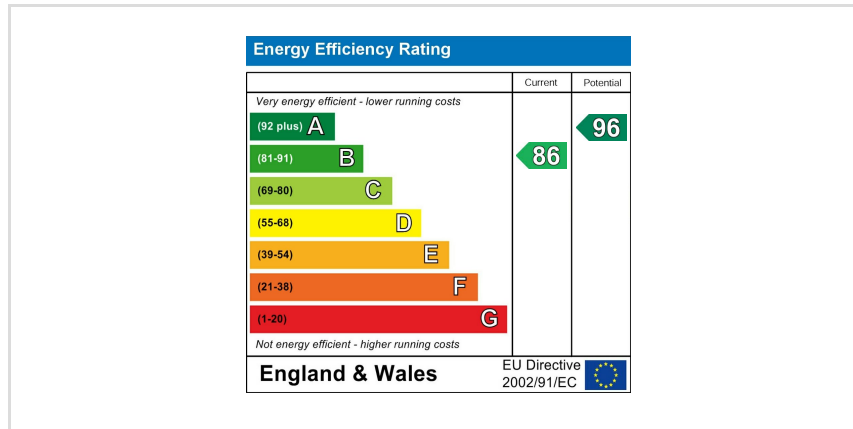 Energy Efficiency Rating
Current Potential
Very energy efficient - lower running costs
(92 plus) A
96
(81-91) B
86
(69-80) C
(55-68) D
(39-54) E
(21-38) F
(1-20) G
Not energy efficient - higher running costs
England & Wales
EU Directive
2002/91/EC